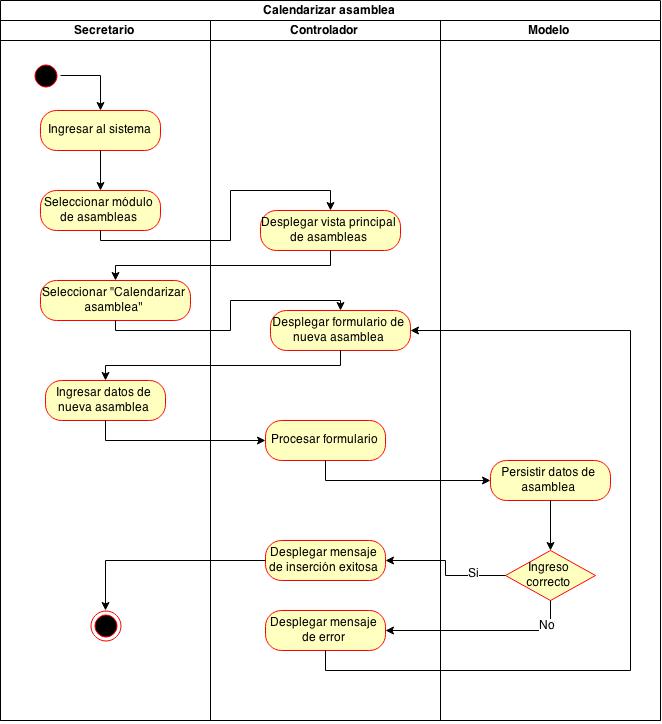 Calendarizar asamblea
Secretario
Controlador
Modelo
Ingresar al sistema
Seleccionar módulo
de asambleas
Desplegar vista principal
de asambleas
Seleccionar "Calendarizar
asamblea"
Desplegar formulario de
nueva asamblea
Ingresar datos de
nueva asamblea
Procesar formulario
Persistir datos de
asamblea
Desplegar mensaje
de inserción exitosa
Si
Ingreso
correcto
No
Desplegar mensaje
de error